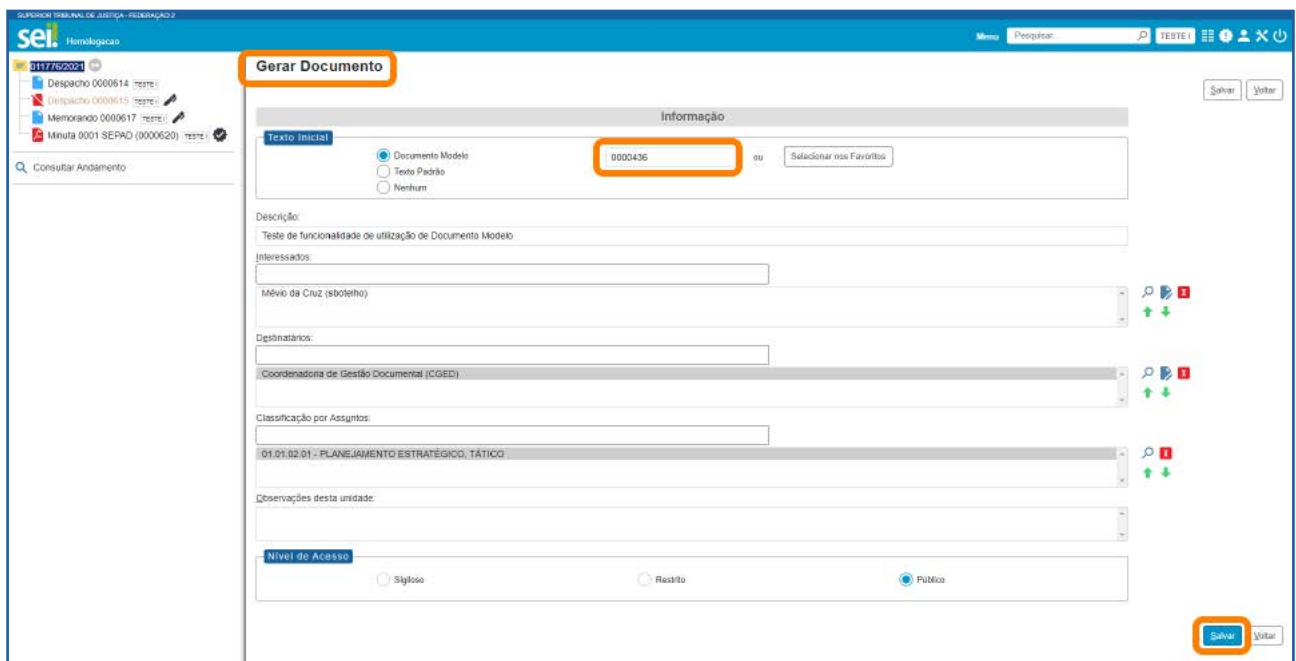 SUPERIOR TRIBUNAL DE JUSTIÇA - FEDERAÇÃO 2
sei. Homologacao
Menu Pesquisar... TESTE I
011776/2021
Despacho 0000614 TESTE I
Despacho 0000615 TESTE I
Memorando 0000617 TESTE I
Minuta 0001 SEPAD (0000620) TESTE I
Consultar Andamento
Gerar Documento
Salvar Voltar
Informação
Texto Inicial
Documento Modelo 0000436 ou Selecionar nos Favoritos
Texto Padrão
Nenhum
Descrição:
Teste de funcionalidade de utilização de Documento Modelo
Interessados:
Mévio da Cruz (sbotelho)
Destinatários:
Coordenadoria de Gestão Documental (CGED)
Classificação por Assuntos:
01.01.02.01 - PLANEJAMENTO ESTRATÉGICO, TÁTICO
Observações desta unidade:
Nível de Acesso
Sigiloso Restrito Público
Salvar Voltar